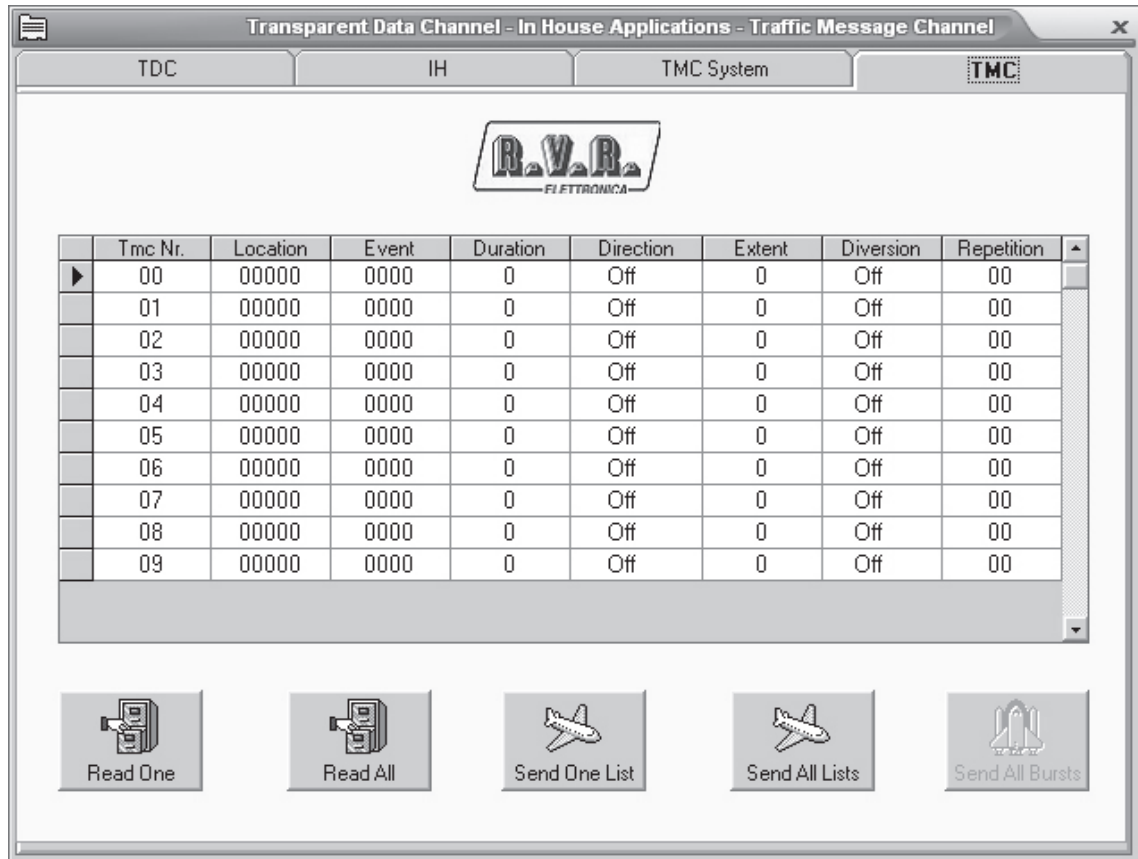 Transparent Data Channel - In House Applications - Traffic Message Channel x
TDC IH TMC System TMC
R.V.R.
ELETTRONICA
Tmc Nr. Location Event Duration Direction Extent Diversion Repetition
00 00000 0000 0 Off 0 Off 00
01 00000 0000 0 Off 0 Off 00
02 00000 0000 0 Off 0 Off 00
03 00000 0000 0 Off 0 Off 00
04 00000 0000 0 Off 0 Off 00
05 00000 0000 0 Off 0 Off 00
06 00000 0000 0 Off 0 Off 00
07 00000 0000 0 Off 0 Off 00
08 00000 0000 0 Off 0 Off 00
09 00000 0000 0 Off 0 Off 00
Read One Read All Send One List Send All Lists Send All Bursts